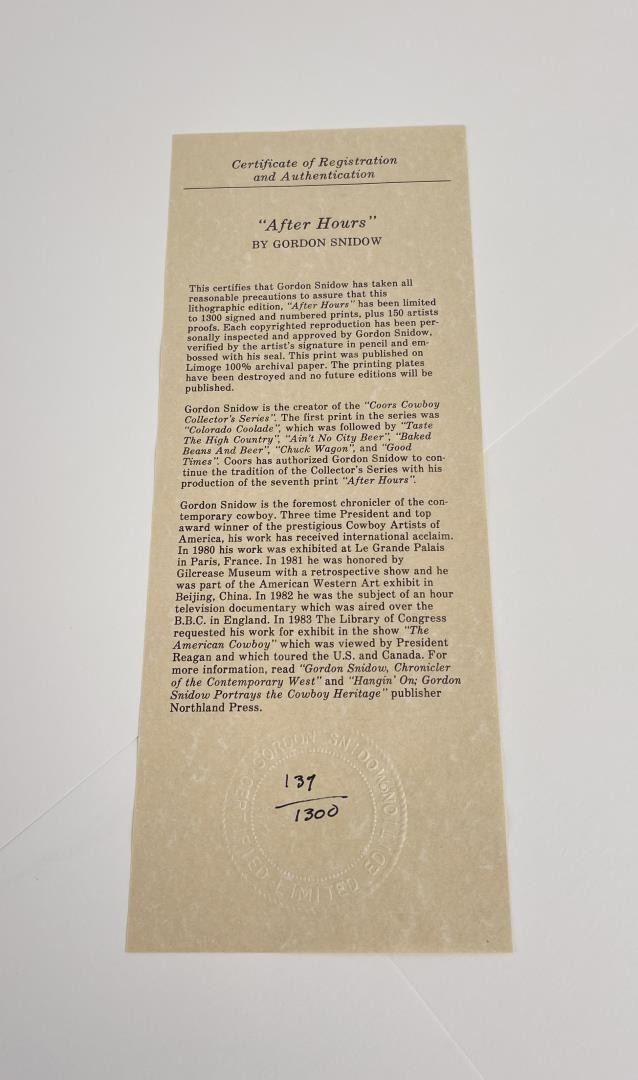 Certificate of Registration
and Authentication
"After Hours"
BY GORDON SNIDOW
This certifies that Gordon Snidow has taken all
reasonable precautions to assure that this
lithographic edition, "After Hours" has been limited
to 1300 signed and numbered prints, plus 150 artists
proofs. Each copyrighted reproduction has been per-
sonally inspected and approved by Gordon Snidow,
verified by the artist's signature in pencil and em-
bossed with his seal. This print was published on
Limoge 100% archival paper. The printing plates
have been destroyed and no future editions will be
published.
Gordon Snidow is the creator of the "Coors Cowboy
Collector's Series". The first print in the series was
"Colorado Coolade", which was followed by "Taste
The High Country", "Ain't No City Beer", "Baked
Beans And Beer", "Chuck Wagon", and "Good
Times". Coors has authorized Gordon Snidow to con-
tinue the tradition of the Collector's Series with his
production of the seventh print "After Hours".
Gordon Snidow is the foremost chronicler of the con-
temporary cowboy. Three time President and top
award winner of the prestigious Cowboy Artists of
America, his work has received international acclaim.
In 1980 his work was exhibited at Le Grande Palais
in Paris, France. In 1981 he was honored by
Gilcrease Museum with a retrospective show and he
was part of the American Western Art exhibit in
Beijing, China. In 1982 he was the subject of an hour
television documentary which was aired over the
B.B.C. in England. In 1983 The Library of Congress
requested his work for exhibit in the show "The
American Cowboy" which was viewed by President
Reagan and which toured the U.S. and Canada. For
more information, read "Gordon Snidow, Chronicler
of the Contemporary West" and "Hangin' On; Gordon
Snidow Portrays the Cowboy Heritage" publisher
Northland Press.
GORDON SNIDOW
LIMITED
1300